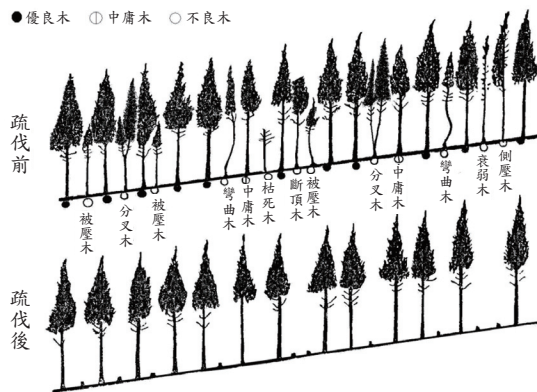 優良木 中庸木 不良木
疏伐前
被壓木
分叉木
被壓木
彎曲木
中庸木
枯死木
斷頂木
被壓木
分叉木
中庸木
彎曲木
衰弱木
側壓木
疏伐後